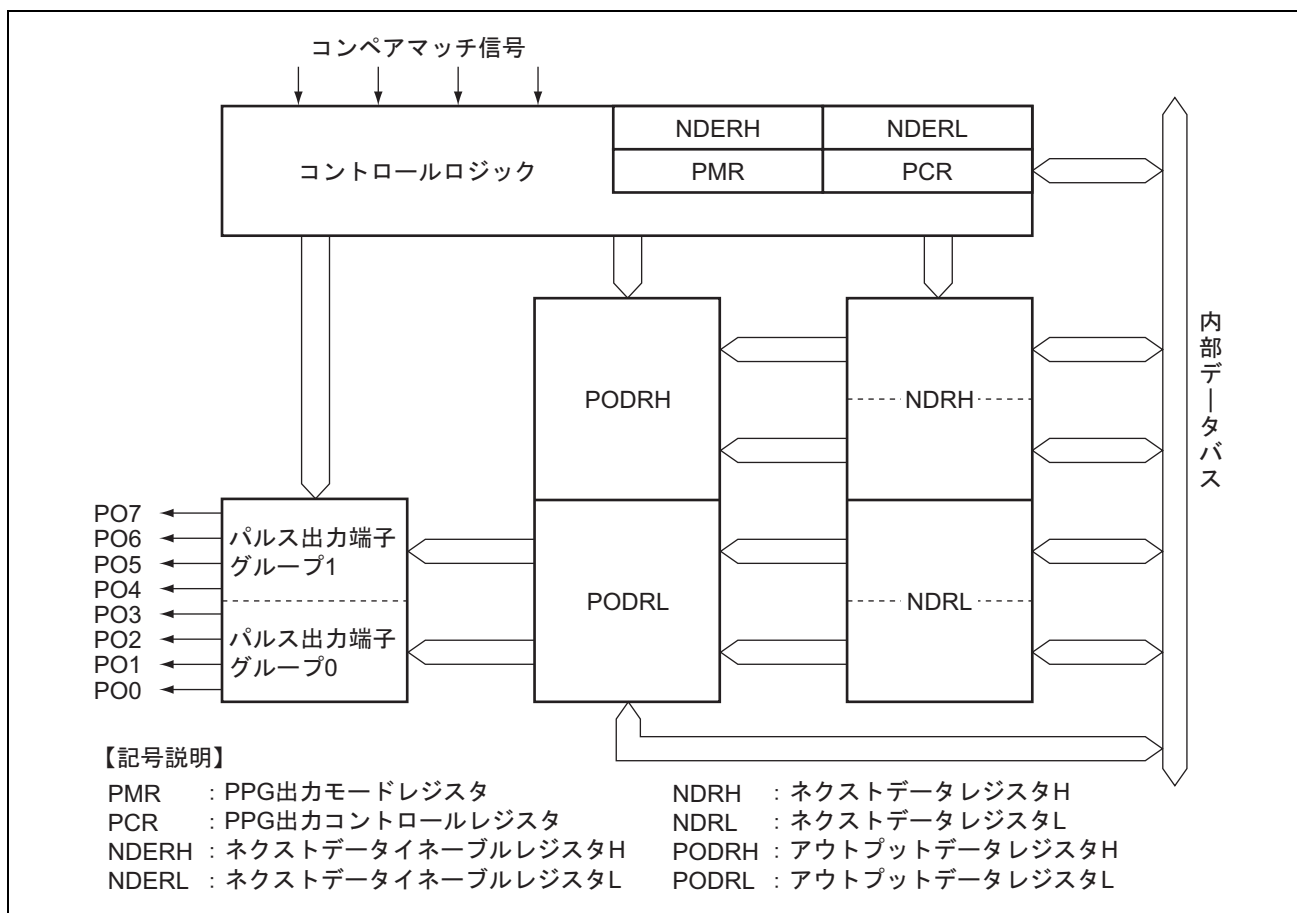 コンペアマッチ信号
NDERH
NDERL
コントロールロジック
PMR
PCR
内部データバス
PODRH
NDRH
PO7
PO6
PO5
PO4
PO3
PO2
PO1
PO0
パルス出力端子
グループ1
パルス出力端子
グループ0
PODRL
NDRL
【記号説明】
PMR : PPG出力モードレジスタ
PCR : PPG出力コントロールレジスタ
NDERH : ネクストデータイネーブルレジスタH
NDERL : ネクストデータイネーブルレジスタL
NDRH : ネクストデータレジスタH
NDRL : ネクストデータレジスタL
PODRH : アウトプットデータレジスタH
PODRL : アウトプットデータレジスタL